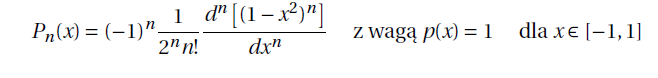 P_n(x) = (-1)^n \frac{1}{2^n n!} \frac{d^n [(1 - x^2)^n]}{dx^n} z wagą p(x) = 1 dla x ∈ [-1, 1]